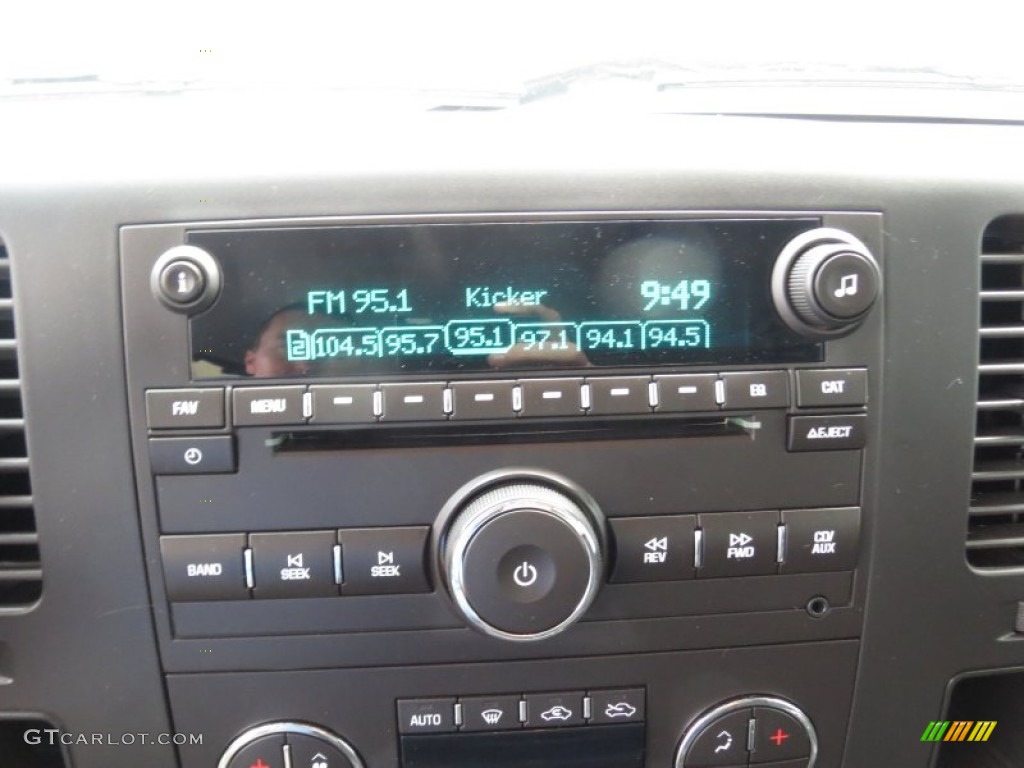 FM 95.1 Kicker 9:49
2 104.5 95.7 95.1 97.1 94.1 94.5
FAV MENU EQ CAT
EJECT
BAND SEEK SEEK REV FWD CD/
AUX
AUTO
GTCARLOT.COM